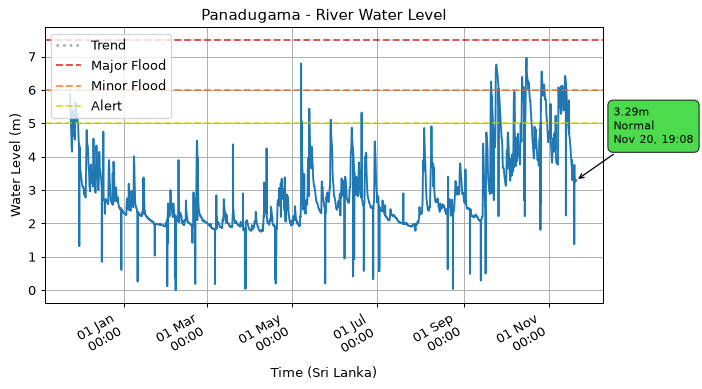 Panadugama - River Water Level
Trend
Major Flood
Minor Flood
Alert
3.29m
Normal
Nov 20, 19:08
Water Level (m)
7
6
5
4
3
2
1
0
01 Jan
00:00
01 Mar
00:00
01 May
00:00
01 Jul
00:00
01 Sep
00:00
01 Nov
00:00
Time (Sri Lanka)